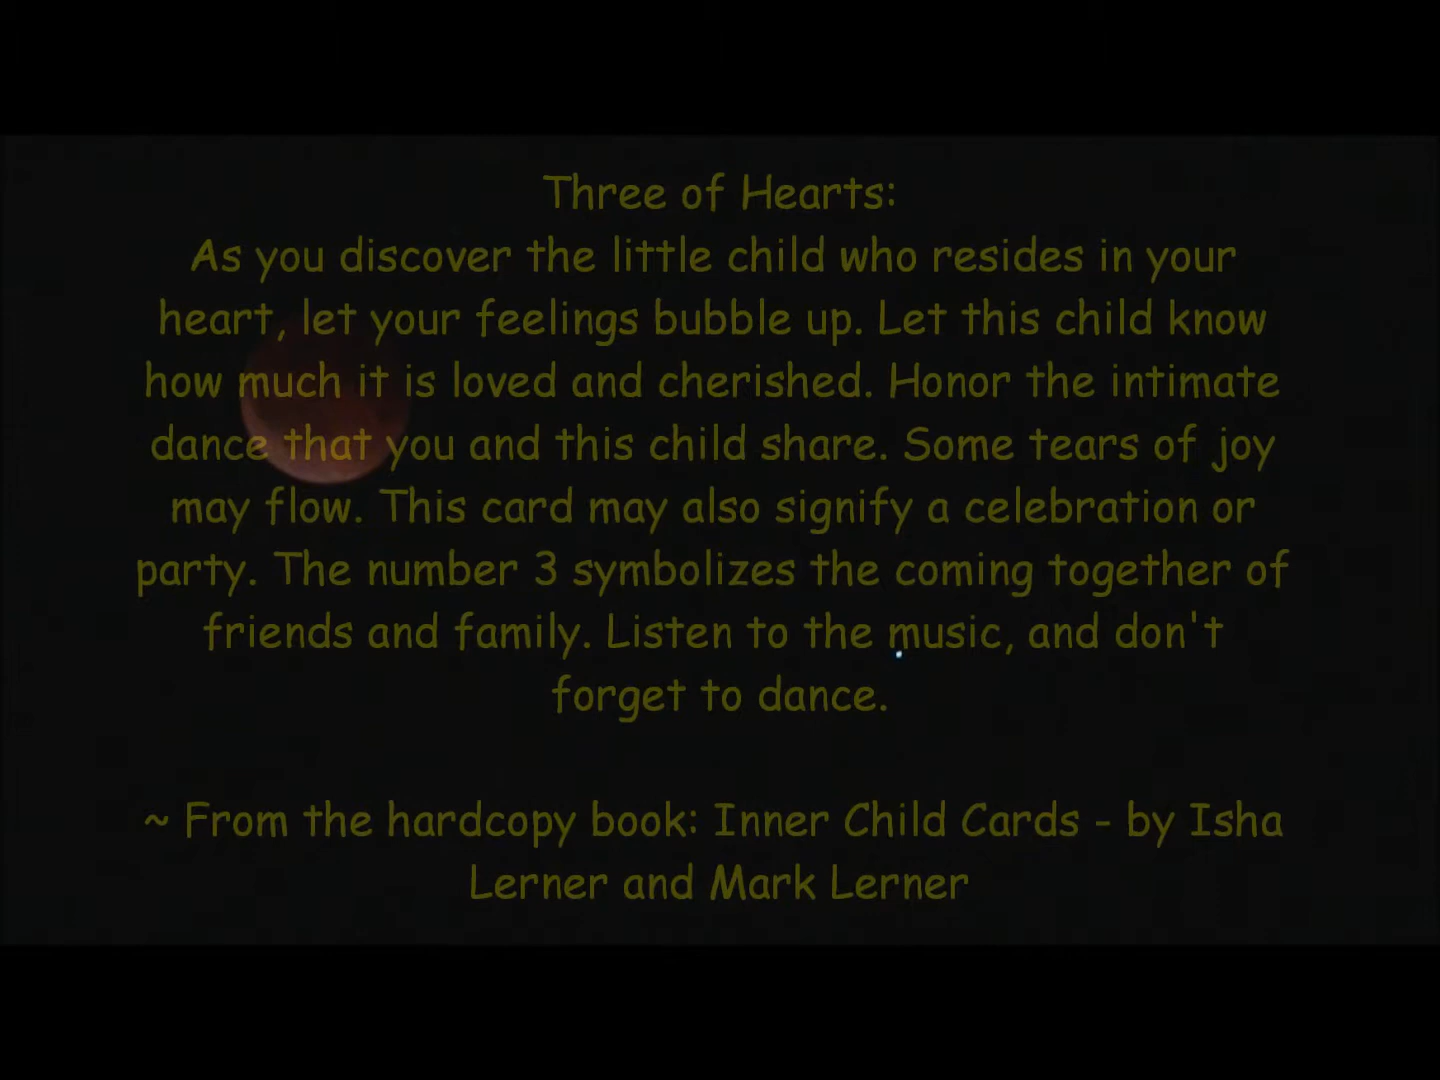 Three of Hearts:
As you discover the little child who resides in your
heart, let your feelings bubble up. Let this child know
how much it is loved and cherished. Honor the intimate
dance that you and this child share. Some tears of joy
may flow. This card may also signify a celebration or
party. The number 3 symbolizes the coming together of
friends and family. Listen to the music, and don't
forget to dance.
~ From the hardcopy book: Inner Child Cards - by Isha
Lerner and Mark Lerner